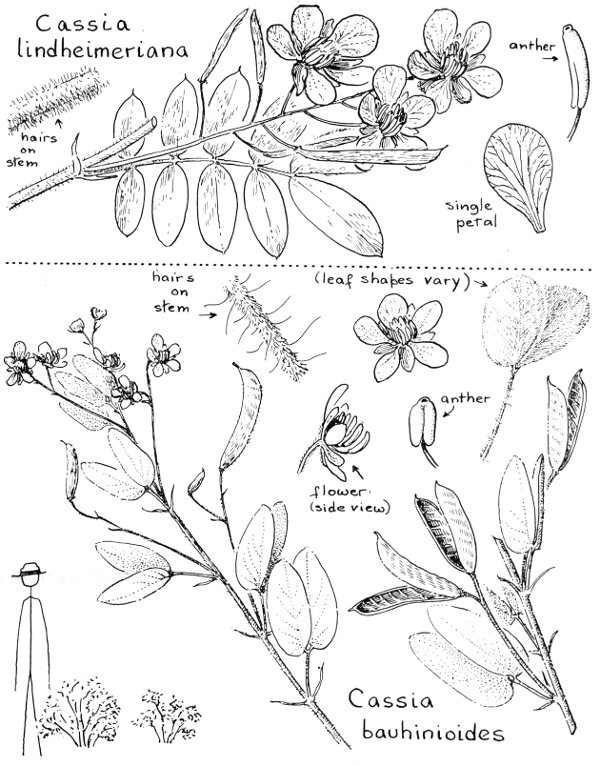 Cassia
lindheimeriana
anther
hairs
on
stem
single
petal
hairs
on
stem
(leaf shapes vary)
anther
flower
(side view)
Cassia
bauhinioides